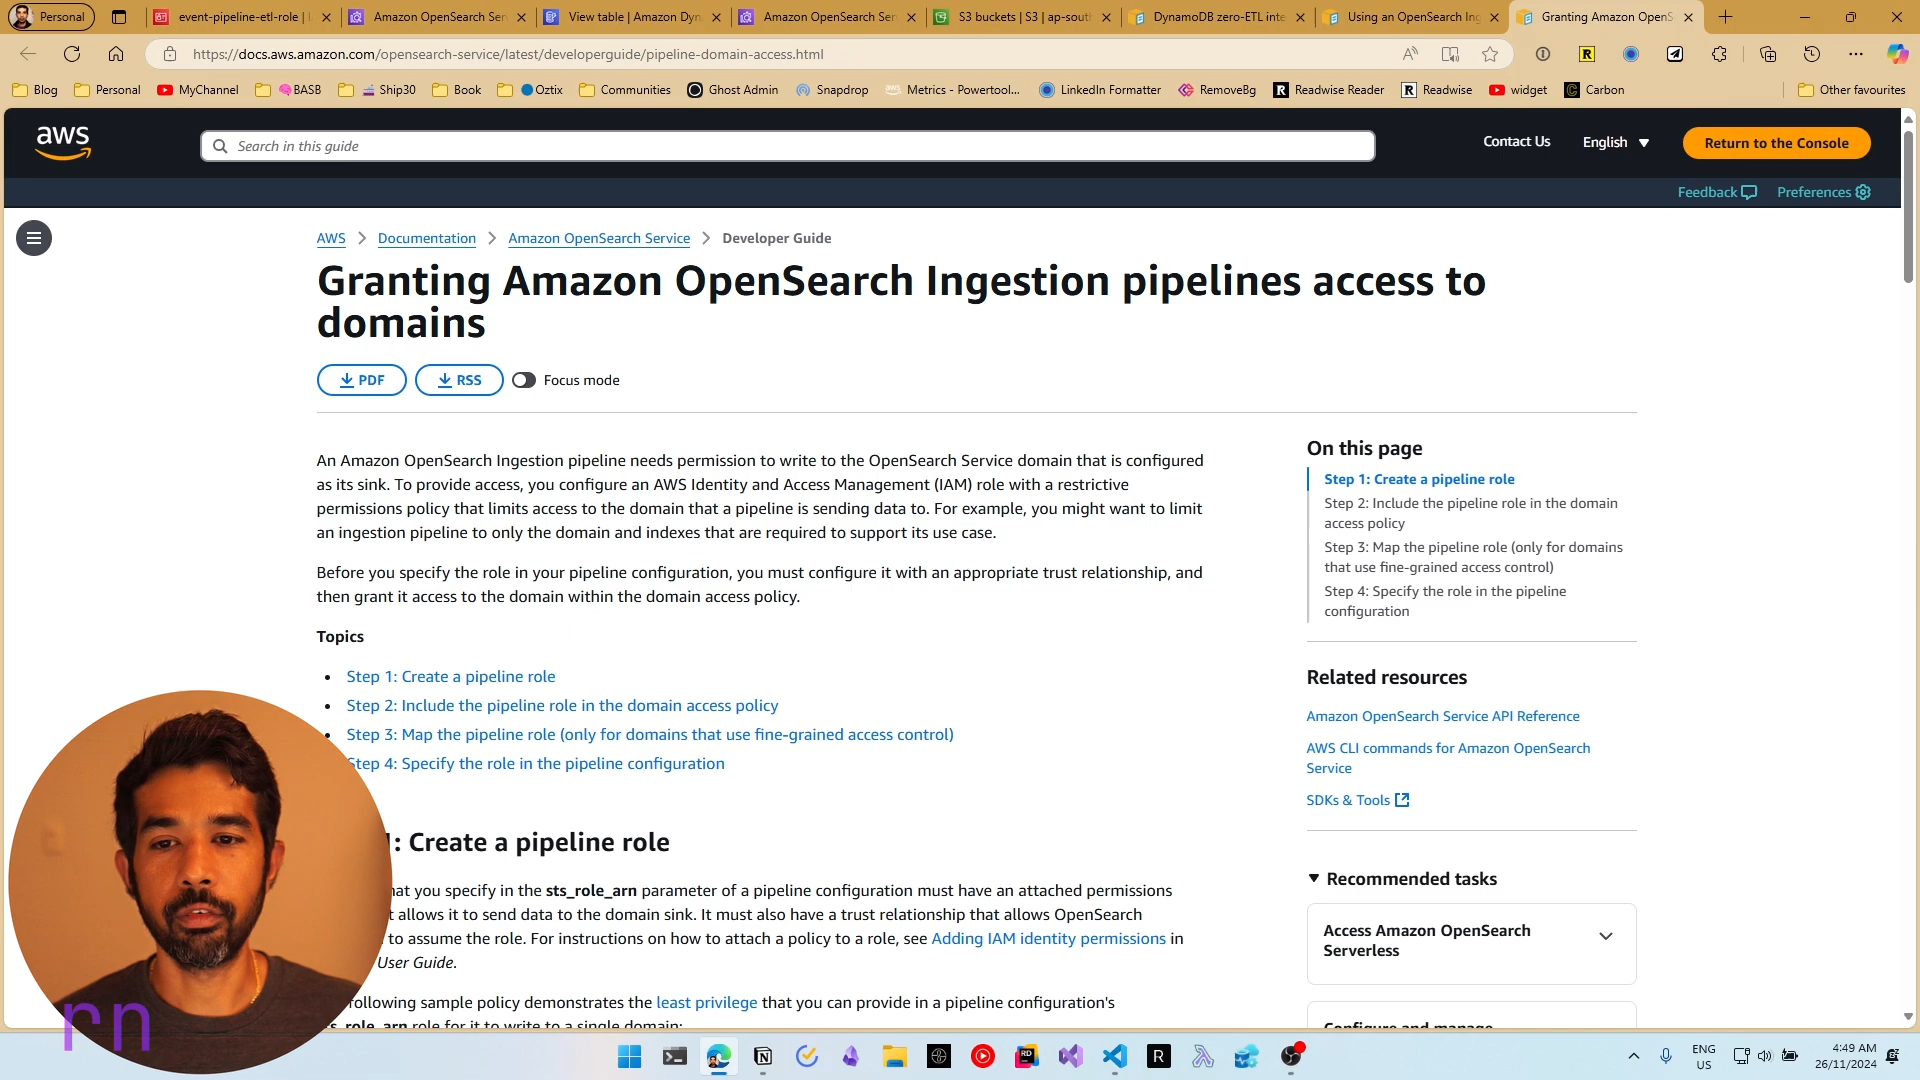 Personal
event-pipeline-etl-role |
Amazon OpenSearch Ser
View table | Amazon Dyn
Amazon OpenSearch Ser
S3 buckets | S3 | ap-sout
DynamoDB zero-ETL inte
Using an OpenSearch Ing
Granting Amazon OpenS
https://docs.aws.amazon.com/opensearch-service/latest/developerguide/pipeline-domain-access.html
Blog
Personal
MyChannel
BASB
Ship30
Book
Oztix
Communities
Ghost Admin
Snapdrop
Metrics - Powertool...
LinkedIn Formatter
RemoveBg
Readwise Reader
Readwise
widget
Carbon
Other favourites
aws
Search in this guide
Contact Us
English
Return to the Console
Feedback
Preferences
AWS > Documentation > Amazon OpenSearch Service > Developer Guide
Granting Amazon OpenSearch Ingestion pipelines access to
domains
PDF
RSS
Focus mode
An Amazon OpenSearch Ingestion pipeline needs permission to write to the OpenSearch Service domain that is configured
as its sink. To provide access, you configure an AWS Identity and Access Management (IAM) role with a restrictive
permissions policy that limits access to the domain that a pipeline is sending data to. For example, you might want to limit
an ingestion pipeline to only the domain and indexes that are required to support its use case.
Before you specify the role in your pipeline configuration, you must configure it with an appropriate trust relationship, and
then grant it access to the domain within the domain access policy.
Topics
• Step 1: Create a pipeline role
• Step 2: Include the pipeline role in the domain access policy
• Step 3: Map the pipeline role (only for domains that use fine-grained access control)
Step 4: Specify the role in the pipeline configuration
1: Create a pipeline role
hat you specify in the sts_role_arn parameter of a pipeline configuration must have an attached permissions
t allows it to send data to the domain sink. It must also have a trust relationship that allows OpenSearch
to assume the role. For instructions on how to attach a policy to a role, see Adding IAM identity permissions in
User Guide.
following sample policy demonstrates the least privilege that you can provide in a pipeline configuration's
s_role_arn role for it to write to a single domain:
On this page
Step 1: Create a pipeline role
Step 2: Include the pipeline role in the domain
access policy
Step 3: Map the pipeline role (only for domains
that use fine-grained access control)
Step 4: Specify the role in the pipeline
configuration
Related resources
Amazon OpenSearch Service API Reference
AWS CLI commands for Amazon OpenSearch
Service
SDKs & Tools
Recommended tasks
Access Amazon OpenSearch
Serverless
Configure and manage
rn
ENG
US
4:49 AM
26/11/2024